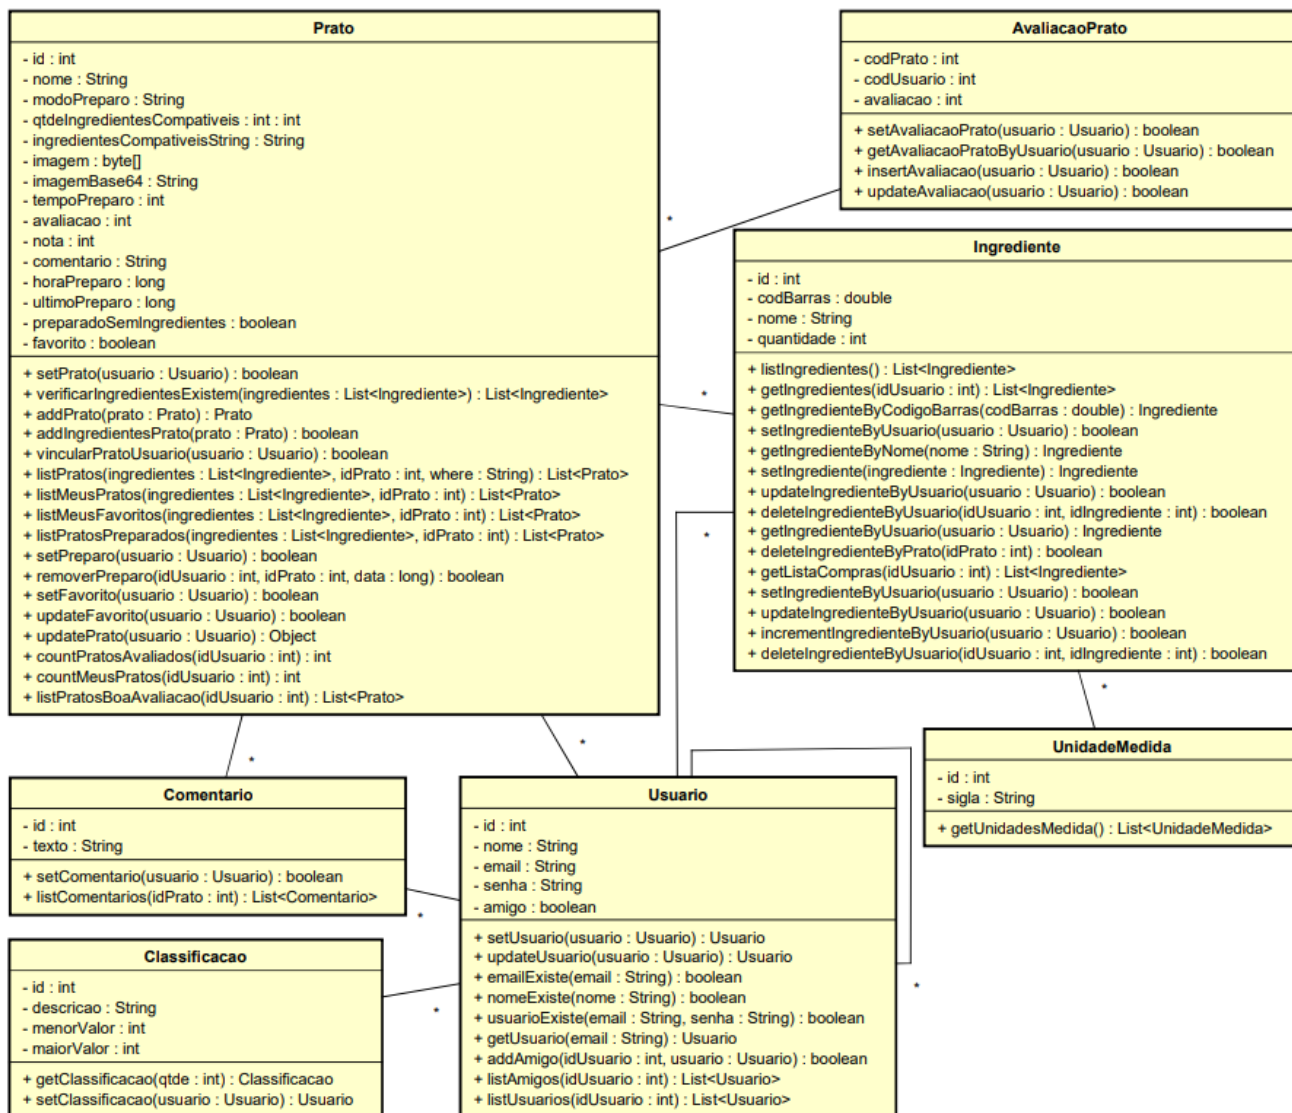 Prato
- id : int
- nome : String
- modoPreparo : String
- qtdeIngredientesCompativeis : int : int
- ingredientesCompativeisString : String
- imagem : byte[]
- imagemBase64 : String
- tempoPreparo : int
- avaliacao : int
- nota : int
- comentario : String
- horaPreparo : long
- ultimoPreparo : long
- preparadoSemIngredientes : boolean
- favorito : boolean
+ setPrato(usuario : Usuario) : boolean
+ verificarIngredientesExistem(ingredientes : List<Ingrediente>) : List<Ingrediente>
+ addPrato(prato : Prato) : Prato
+ addIngredientesPrato(prato : Prato) : boolean
+ vincularPratoUsuario(usuario : Usuario) : boolean
+ listPratos(ingredientes : List<Ingrediente>, idPrato : int, where : String) : List<Prato>
+ listMeusPratos(ingredientes : List<Ingrediente>, idPrato : int) : List<Prato>
+ listMeusFavoritos(ingredientes : List<Ingrediente>, idPrato : int) : List<Prato>
+ listPratosPreparados(ingredientes : List<Ingrediente>, idPrato : int) : List<Prato>
+ setPreparo(usuario : Usuario) : boolean
+ removerPreparo(idUsuario : int, idPrato : int, data : long) : boolean
+ setFavorito(usuario : Usuario) : boolean
+ updateFavorito(usuario : Usuario) : boolean
+ updatePrato(usuario : Usuario) : Object
+ countPratosAvaliados(idUsuario : int) : int
+ countMeusPratos(idUsuario : int) : int
+ listPratosBoaAvaliacao(idUsuario : int) : List<Prato>
AvaliacaoPrato
- codPrato : int
- codUsuario : int
- avaliacao : int
+ setAvaliacaoPrato(usuario : Usuario) : boolean
+ getAvaliacaoPratoByUsuario(usuario : Usuario) : boolean
+ insertAvaliacao(usuario : Usuario) : boolean
+ updateAvaliacao(usuario : Usuario) : boolean
*
Ingrediente
- id : int
- codBarras : double
- nome : String
- quantidade : int
+ listIngredientes() : List<Ingrediente>
+ getIngredientes(idUsuario : int) : List<Ingrediente>
+ getIngredienteByCodigoBarras(codBarras : double) : Ingrediente
+ setIngredienteByUsuario(usuario : Usuario) : boolean
+ getIngredienteByNome(nome : String) : Ingrediente
+ setIngrediente(ingrediente : Ingrediente) : Ingrediente
+ updateIngredienteByUsuario(usuario : Usuario) : boolean
+ deleteIngredienteByUsuario(idUsuario : int, idIngrediente : int) : boolean
+ getIngredienteByUsuario(usuario : Usuario) : Ingrediente
+ deleteIngredienteByPrato(idPrato : int) : boolean
+ getListaCompras(idUsuario : int) : List<Ingrediente>
+ setIngredienteByUsuario(usuario : Usuario) : boolean
+ updateIngredienteByUsuario(usuario : Usuario) : boolean
+ incrementIngredienteByUsuario(usuario : Usuario) : boolean
+ deleteIngredienteByUsuario(idUsuario : int, idIngrediente : int) : boolean
*
*
*
UnidadeMedida
- id : int
- sigla : String
+ getUnidadesMedida() : List<UnidadeMedida>
*
*
Comentario
- id : int
- texto : String
+ setComentario(usuario : Usuario) : boolean
+ listComentarios(idPrato : int) : List<Comentario>
*
Classificacao
- id : int
- descricao : String
- menorValor : int
- maiorValor : int
+ getClassificacao(qtde : int) : Classificacao
+ setClassificacao(usuario : Usuario) : Usuario
*
Usuario
- id : int
- nome : String
- email : String
- senha : String
- amigo : boolean
+ setUsuario(usuario : Usuario) : Usuario
+ updateUsuario(usuario : Usuario) : Usuario
+ emailExiste(email : String) : boolean
+ nomeExiste(nome : String) : boolean
+ usuarioExiste(email : String, senha : String) : boolean
+ getUsuario(email : String) : Usuario
+ addAmigo(idUsuario : int, usuario : Usuario) : boolean
+ listAmigos(idUsuario : int) : List<Usuario>
+ listUsuarios(idUsuario : int) : List<Usuario>
*